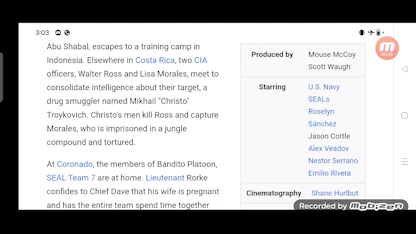 3:03
Abu Shabal, escapes to a training camp in
Indonesia. Elsewhere in Costa Rica, two CIA
officers, Walter Ross and Lisa Morales, meet to
consolidate intelligence about their target, a
drug smuggler named Mikhail "Christo"
Troykovich. Christo's men kill Ross and capture
Morales, who is imprisoned in a jungle
compound and tortured.
At Coronado, the members of Bandito Platoon,
SEAL Team 7 are at home. Lieutenant Rorke
confides to Chief Dave that his wife is pregnant
and has the entire team spend time together
Produced by Mouse McCoy
Scott Waugh
Starring U.S. Navy
SEALs
Roselyn
Sánchez
Jason Cottle
Alex Veadov
Nestor Serrano
Emilio Rivera
Cinematography Shane Hurlbut
Recorded by Mobizen